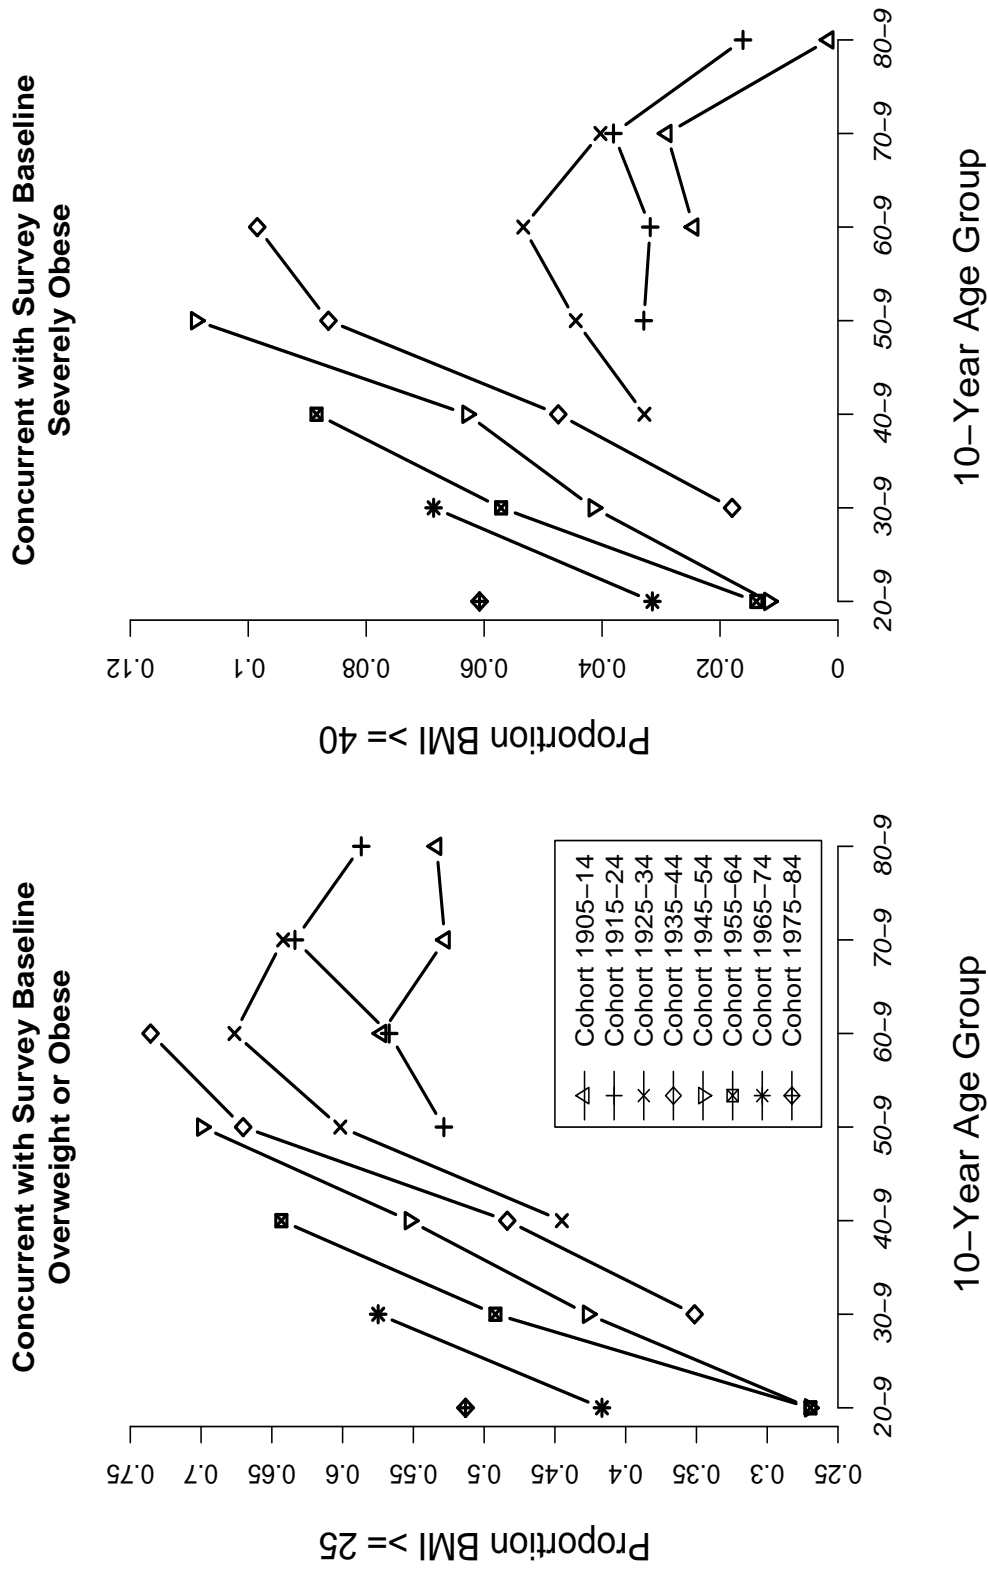 Concurrent with Survey Baseline
Overweight or Obese
Proportion BMI >= 25
0.75
0.7
0.65
0.6
0.55
0.5
0.45
0.4
0.35
0.3
0.25
20−9
30−9
40−9
50−9
60−9
70−9
80−9
10−Year Age Group
Cohort 1905−14
Cohort 1915−24
Cohort 1925−34
Cohort 1935−44
Cohort 1945−54
Cohort 1955−64
Cohort 1965−74
Cohort 1975−84
Concurrent with Survey Baseline
Severely Obese
Proportion BMI >= 40
0.12
0.1
0.08
0.06
0.04
0.02
0
20−9
30−9
40−9
50−9
60−9
70−9
80−9
10−Year Age Group